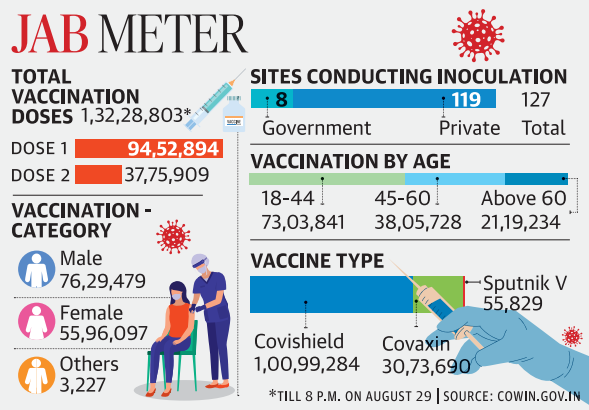 JAB METER
TOTAL
VACCINATION
DOSES 1,32,28,803*
DOSE 1 94,52,894
DOSE 2 37,75,909
VACCINATION -
CATEGORY
Male
76,29,479
Female
55,96,097
Others
3,227
VACCINE
SITES CONDUCTING INOCULATION
8 119 127
Government Private Total
VACCINATION BY AGE
18-44 45-60 Above 60
73,03,841 38,05,728 21,19,234
VACCINE TYPE
Sputnik V
55,829
Covishield Covaxin
1,00,99,284 30,73,690
*TILL 8 P.M. ON AUGUST 29 | SOURCE: COWIN.GOV.IN